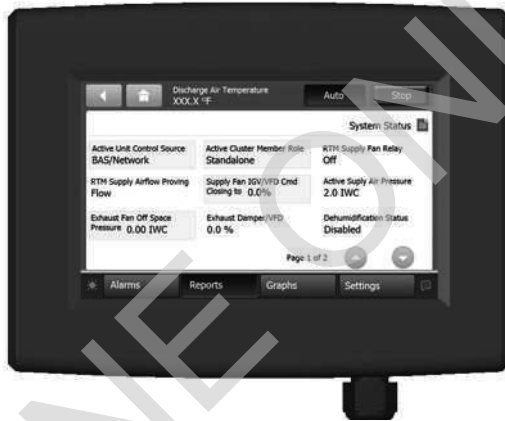 Discharge Air Temperature
XXX.X °F
Auto
Stop
System Status
Active Unit Control Source
BAS/Network
Active Cluster Member Role
Standalone
RTM Supply Fan Relay
Off
RTM Supply Airflow Proving
Flow
Supply Fan IGV/VFD Cmd
Closing to 0.0%
Active Suply Air Pressure
2.0 IWC
Exhaust Fan Off Space
Pressure 0.00 IWC
Exhaust Damper/VFD
0.0 %
Dehumidification Status
Disabled
Page 1 of 2
Alarms
Reports
Graphs
Settings
NE ON